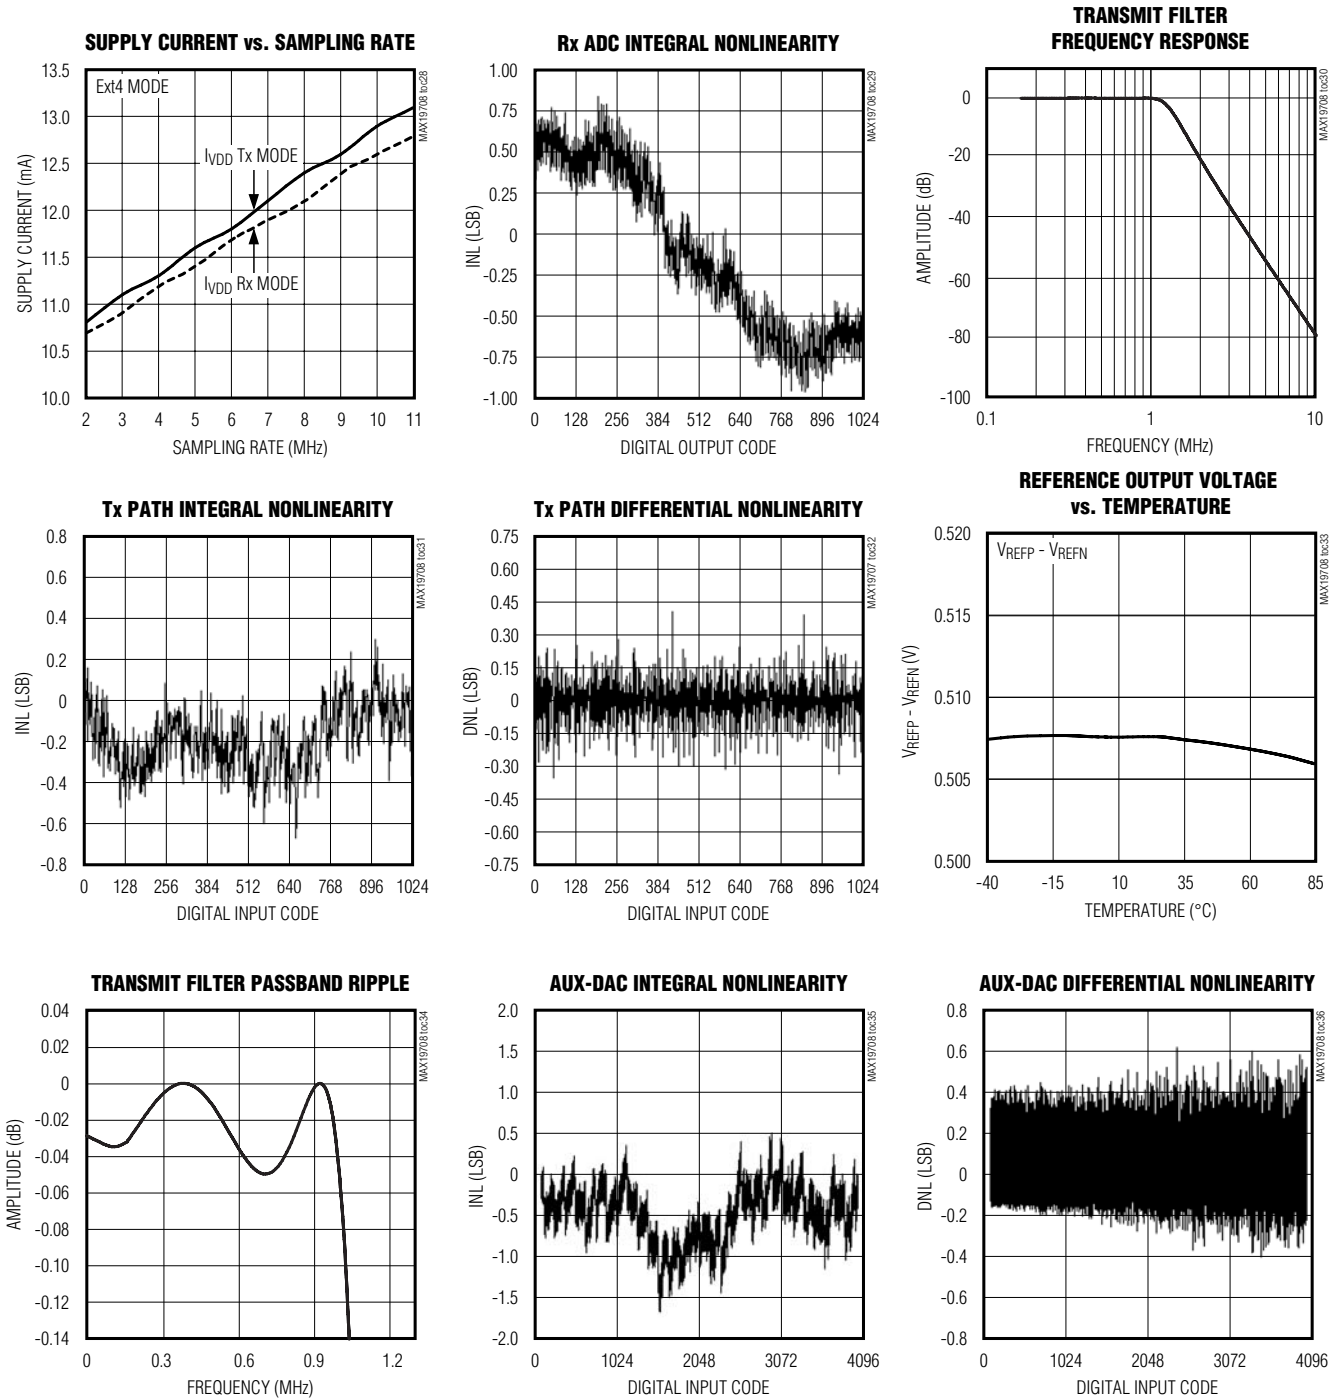 SUPPLY CURRENT vs. SAMPLING RATE
13.5
13.0
12.5
12.0
11.5
11.0
10.5
10.0
SUPPLY CURRENT (mA)
Ext4 MODE
IVDD Tx MODE
IVDD Rx MODE
MAX19708 toc28
2 3 4 5 6 7 8 9 10 11
SAMPLING RATE (MHz)
Rx ADC INTEGRAL NONLINEARITY
1.00
0.75
0.50
0.25
0
-0.25
-0.50
-0.75
-1.00
INL (LSB)
MAX19708 toc29
0 128 256 384 512 640 768 896 1024
DIGITAL OUTPUT CODE
TRANSMIT FILTER
FREQUENCY RESPONSE
0
-20
-40
-60
-80
-100
AMPLITUDE (dB)
MAX19708 toc30
0.1 1 10
FREQUENCY (MHz)
Tx PATH INTEGRAL NONLINEARITY
0.8
0.6
0.4
0.2
0
-0.2
-0.4
-0.6
-0.8
INL (LSB)
MAX19708 toc31
0 128 256 384 512 640 768 896 1024
DIGITAL INPUT CODE
Tx PATH DIFFERENTIAL NONLINEARITY
0.75
0.60
0.45
0.30
0.15
0
-0.15
-0.30
-0.45
-0.60
-0.75
DNL (LSB)
MAX19707 toc32
0 128 256 384 512 640 768 896 1024
DIGITAL INPUT CODE
REFERENCE OUTPUT VOLTAGE
vs. TEMPERATURE
0.520
0.515
0.510
0.505
0.500
VREFP - VREFN (V)
VREFP - VREFN
MAX19708 toc33
-40 -15 10 35 60 85
TEMPERATURE (°C)
TRANSMIT FILTER PASSBAND RIPPLE
0.04
0.02
0
-0.02
-0.04
-0.06
-0.08
-0.10
-0.12
-0.14
AMPLITUDE (dB)
MAX19708 toc34
0 0.3 0.6 0.9 1.2
FREQUENCY (MHz)
AUX-DAC INTEGRAL NONLINEARITY
2.0
1.5
1.0
0.5
0
-0.5
-1.0
-1.5
-2.0
INL (LSB)
MAX19708 toc35
0 1024 2048 3072 4096
DIGITAL INPUT CODE
AUX-DAC DIFFERENTIAL NONLINEARITY
0.8
0.6
0.4
0.2
0
-0.2
-0.4
-0.6
-0.8
DNL (LSB)
MAX19708 toc36
0 1024 2048 3072 4096
DIGITAL INPUT CODE